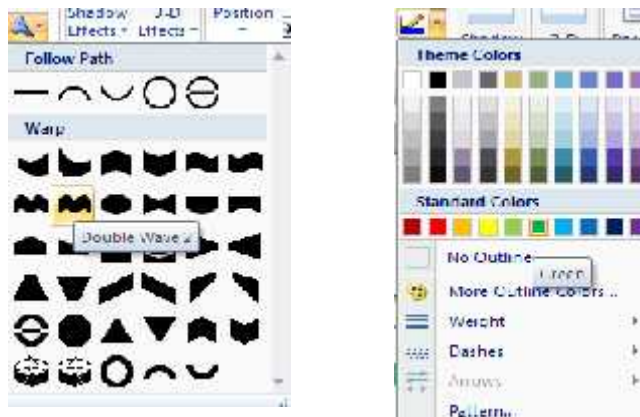 Shadow 3-D Position
Effects Effects
Follow Path
Warp
Double Wave 2
Theme Colors
Standard Colors
No Outline
Green
More Outline Colors...
Weight
Dashes
Arrows
Pattern...